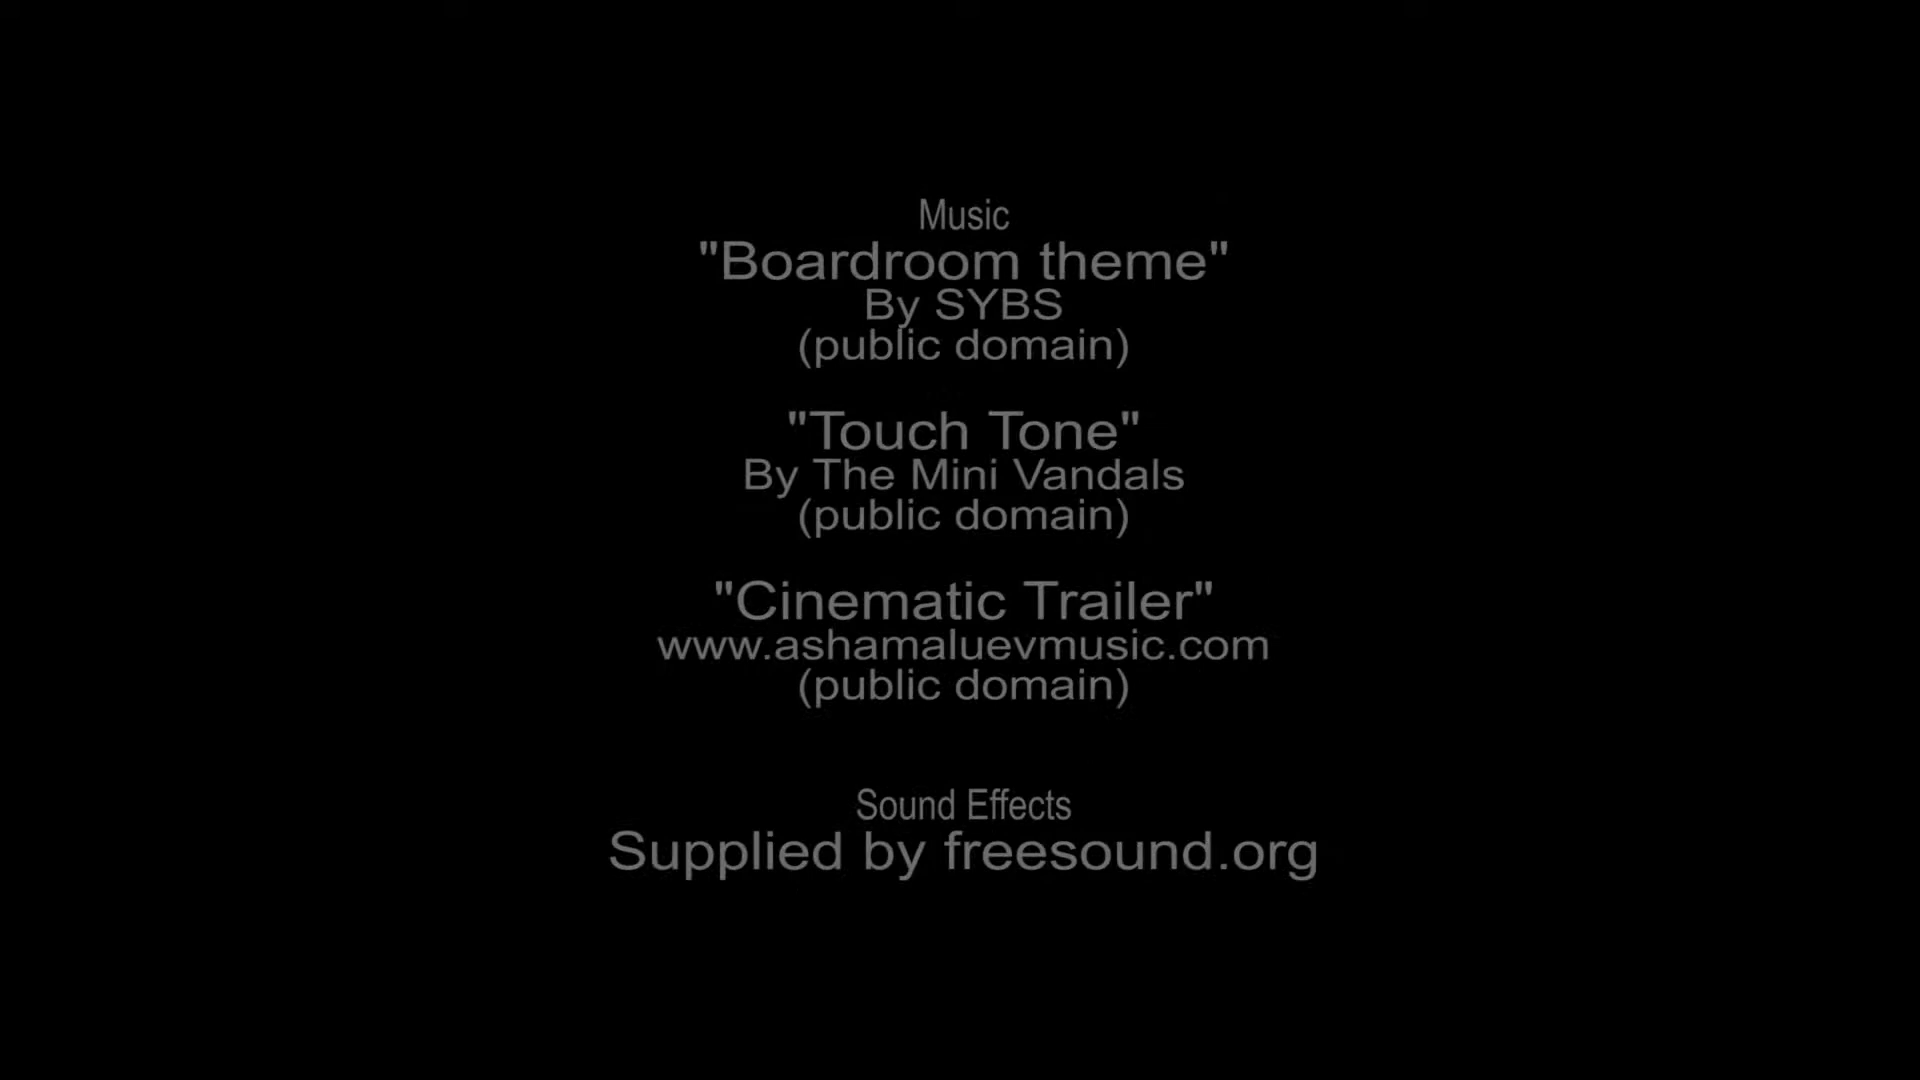 Music
"Boardroom theme"
By SYBS
(public domain)
"Touch Tone"
By The Mini Vandals
(public domain)
"Cinematic Trailer"
www.ashamaluevmusic.com
(public domain)
Sound Effects
Supplied by freesound.org